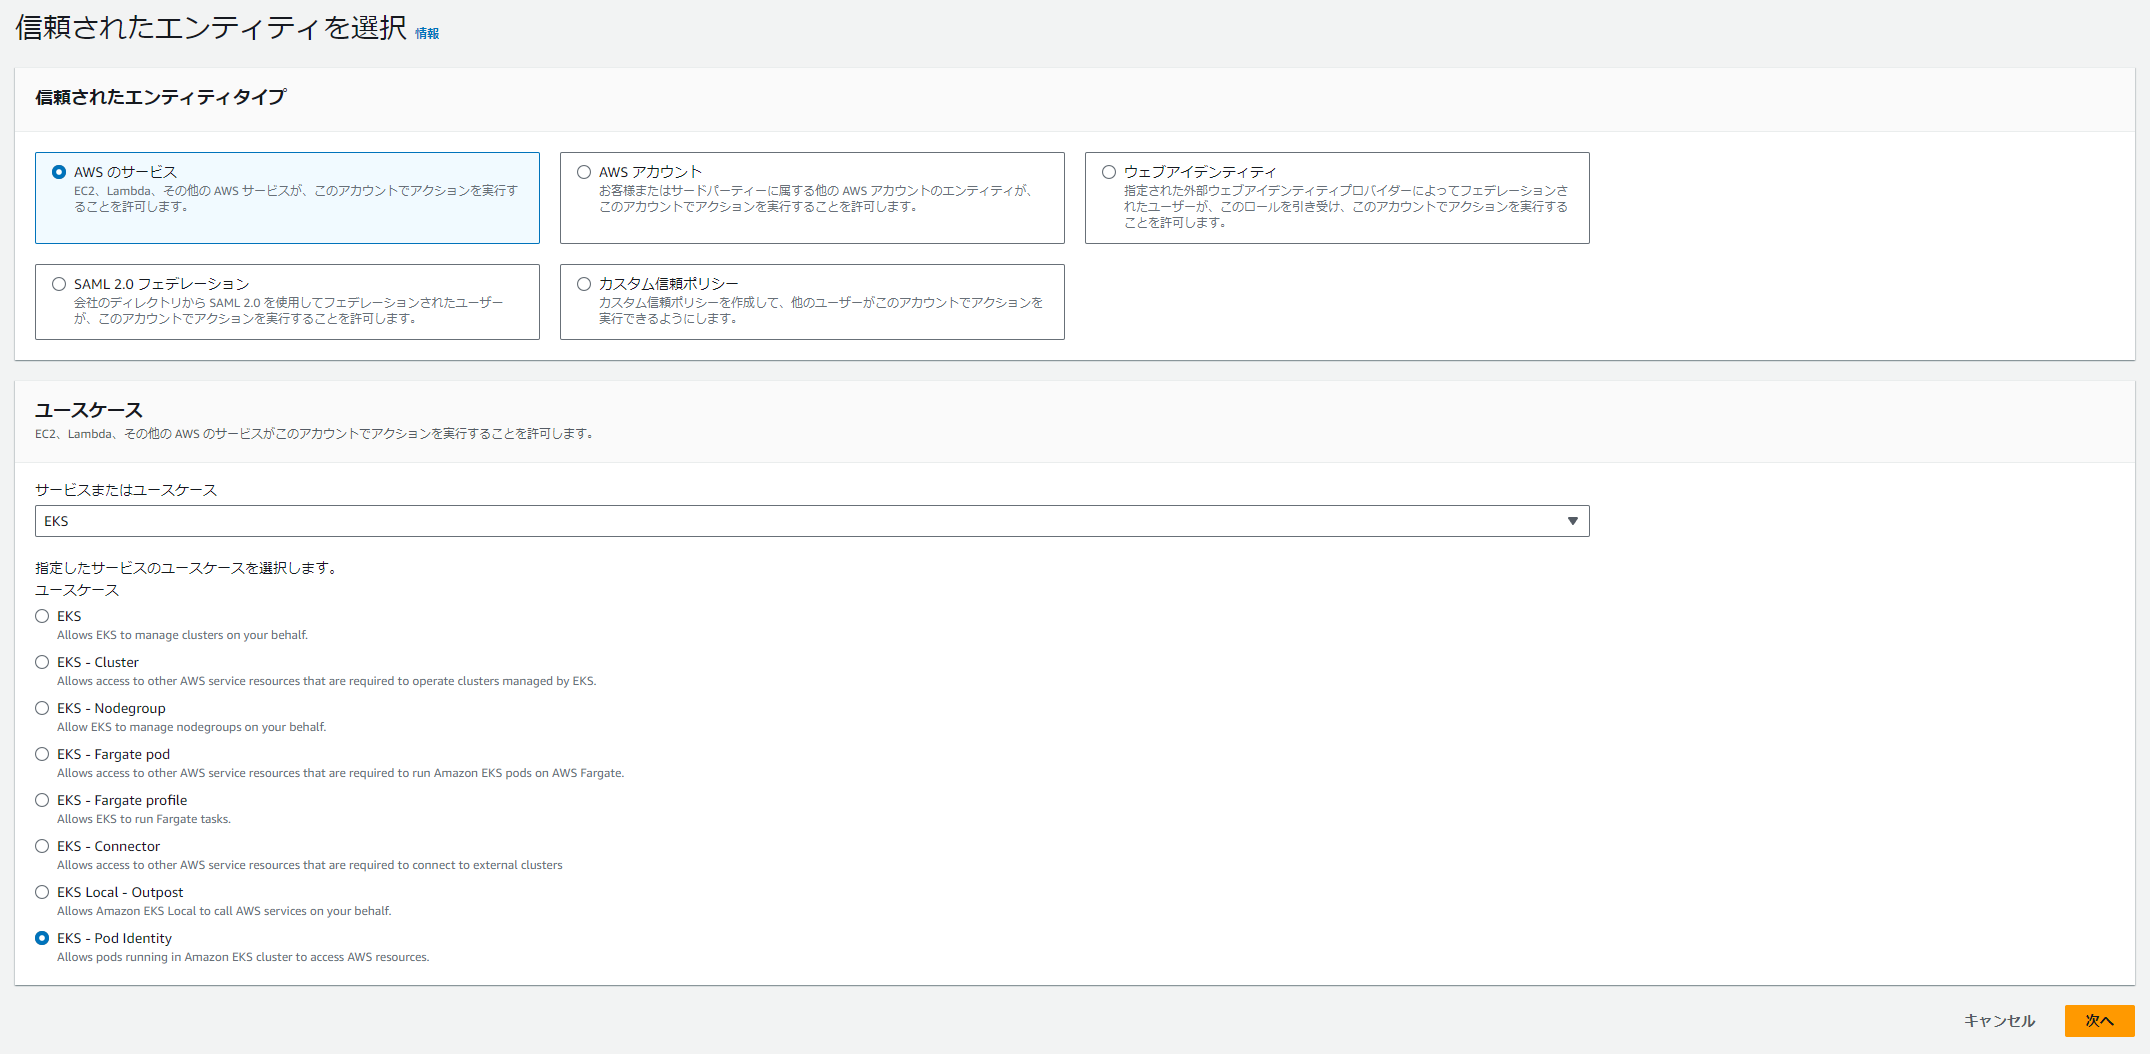 信頼されたエンティティを選択 情報
信頼されたエンティティタイプ
AWS のサービス
EC2、Lambda、その他の AWS サービスが、このアカウントでアクションを実行す
ることを許可します。
AWS アカウント
お客様またはサードパーティーに属する他の AWS アカウントのエンティティが、
このアカウントでアクションを実行することを許可します。
ウェブアイデンティティ
指定された外部ウェブアイデンティティプロバイダーによってフェデレーションさ
れたユーザーが、このロールを引き受け、このアカウントでアクションを実行する
ことを許可します。
SAML 2.0 フェデレーション
会社のディレクトリから SAML 2.0 を使用してフェデレーションされたユーザー
が、このアカウントでアクションを実行することを許可します。
カスタム信頼ポリシー
カスタム信頼ポリシーを作成して、他のユーザーがこのアカウントでアクションを
実行できるようにします。
ユースケース
EC2、Lambda、その他の AWS のサービスがこのアカウントでアクションを実行することを許可します。
サービスまたはユースケース
EKS
指定したサービスのユースケースを選択します。
ユースケース
EKS
Allows EKS to manage clusters on your behalf.
EKS - Cluster
Allows access to other AWS service resources that are required to operate clusters managed by EKS.
EKS - Nodegroup
Allow EKS to manage nodegroups on your behalf.
EKS - Fargate pod
Allows access to other AWS service resources that are required to run Amazon EKS pods on AWS Fargate.
EKS - Fargate profile
Allows EKS to run Fargate tasks.
EKS - Connector
Allows access to other AWS service resources that are required to connect to external clusters
EKS Local - Outpost
Allows Amazon EKS Local to call AWS services on your behalf.
EKS - Pod Identity
Allows pods running in Amazon EKS cluster to access AWS resources.
キャンセル
次へ